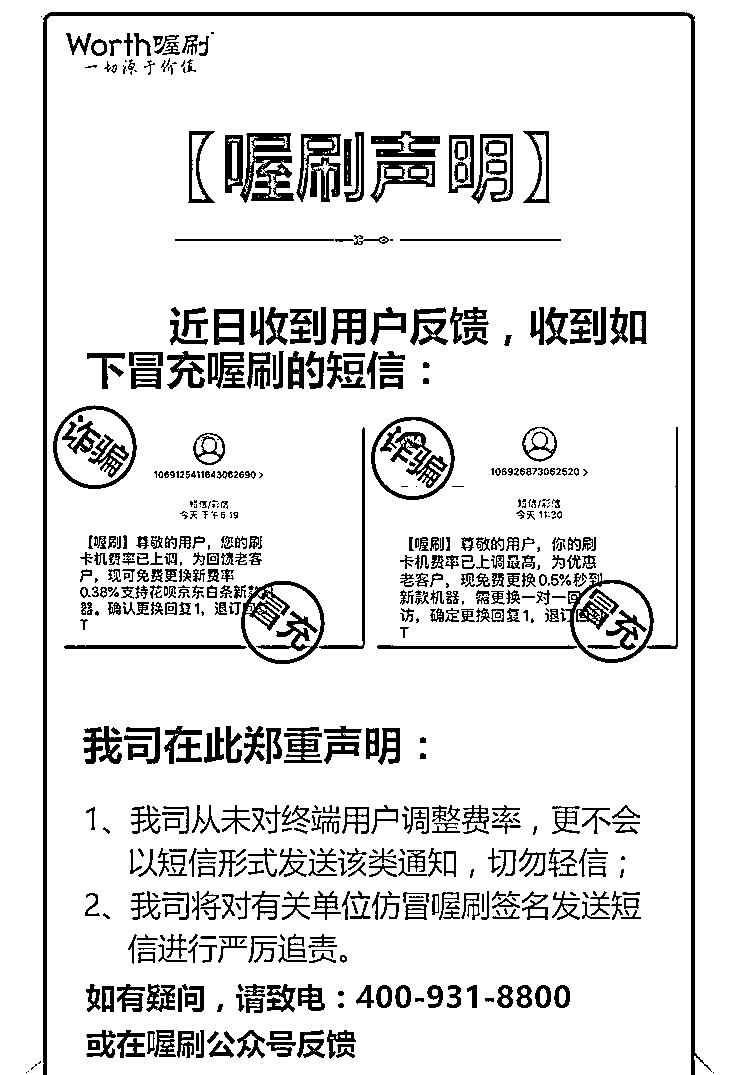 Worth喔刷
一切源于价值
【喔刷声明】
近日收到用户反馈，收到如
下冒充喔刷的短信：
诈骗
1069125411643062690 >
短信/彩信
今天 下午6:19
【喔刷】尊敬的用户，您的刷
卡机费率已上调，为回馈老客
户，现可免费更换新费率
0.38%支持花呗京东白条新款机
器。确认更换回复1，退订回复
T
冒充
诈骗
106926873062520 >
短信/彩信
今天 11:20
【喔刷】尊敬的用户，你的刷
卡机费率已上调最高，为优惠
老客户，现免费更换0.5%秒到
新款机器，需更换一对一回
访，确定更换回复1，退订回复
T
冒充
我司在此郑重声明：
1、我司从未对终端用户调整费率，更不会
以短信形式发送该类通知，切勿轻信；
2、我司将对有关单位仿冒喔刷签名发送短
信进行严厉追责。
如有疑问，请致电：400-931-8800
或在喔刷公众号反馈